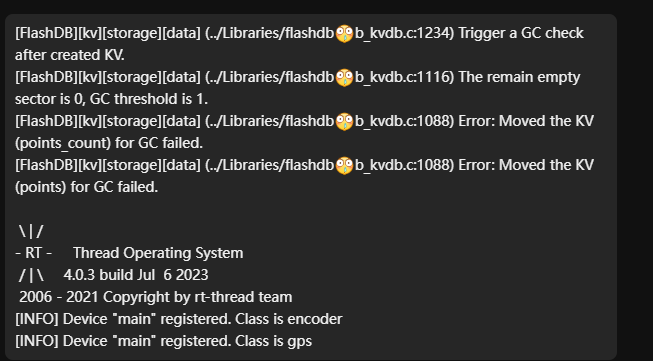 [FlashDB][kv][storage][data] (../Libraries/flashdb😳b_kvdb.c:1234) Trigger a GC check
after created KV.
[FlashDB][kv][storage][data] (../Libraries/flashdb😳b_kvdb.c:1116) The remain empty
sector is 0, GC threshold is 1.
[FlashDB][kv][storage][data] (../Libraries/flashdb😳b_kvdb.c:1088) Error: Moved the KV
(points_count) for GC failed.
[FlashDB][kv][storage][data] (../Libraries/flashdb😳b_kvdb.c:1088) Error: Moved the KV
(points) for GC failed.

\ | /
- RT -     Thread Operating System
/ | \     4.0.3 build Jul  6 2023
2006 - 2021 Copyright by rt-thread team
[INFO] Device "main" registered. Class is encoder
[INFO] Device "main" registered. Class is gps